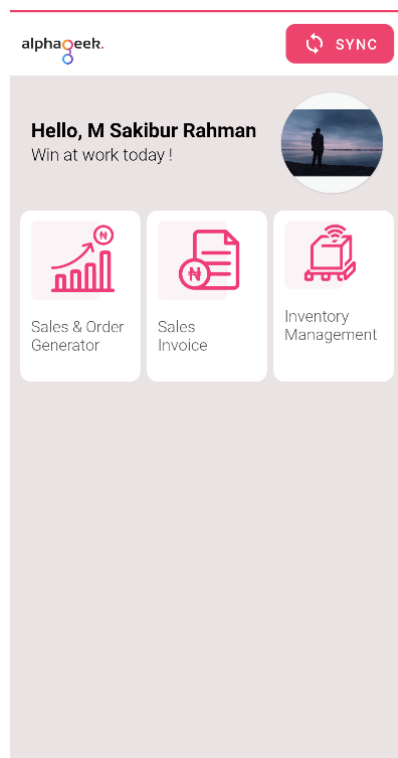 alphageek.
SYNC
Hello, M Sakibur Rahman
Win at work today !
₦
Sales & Order
Generator
₦
Sales
Invoice
Inventory
Management